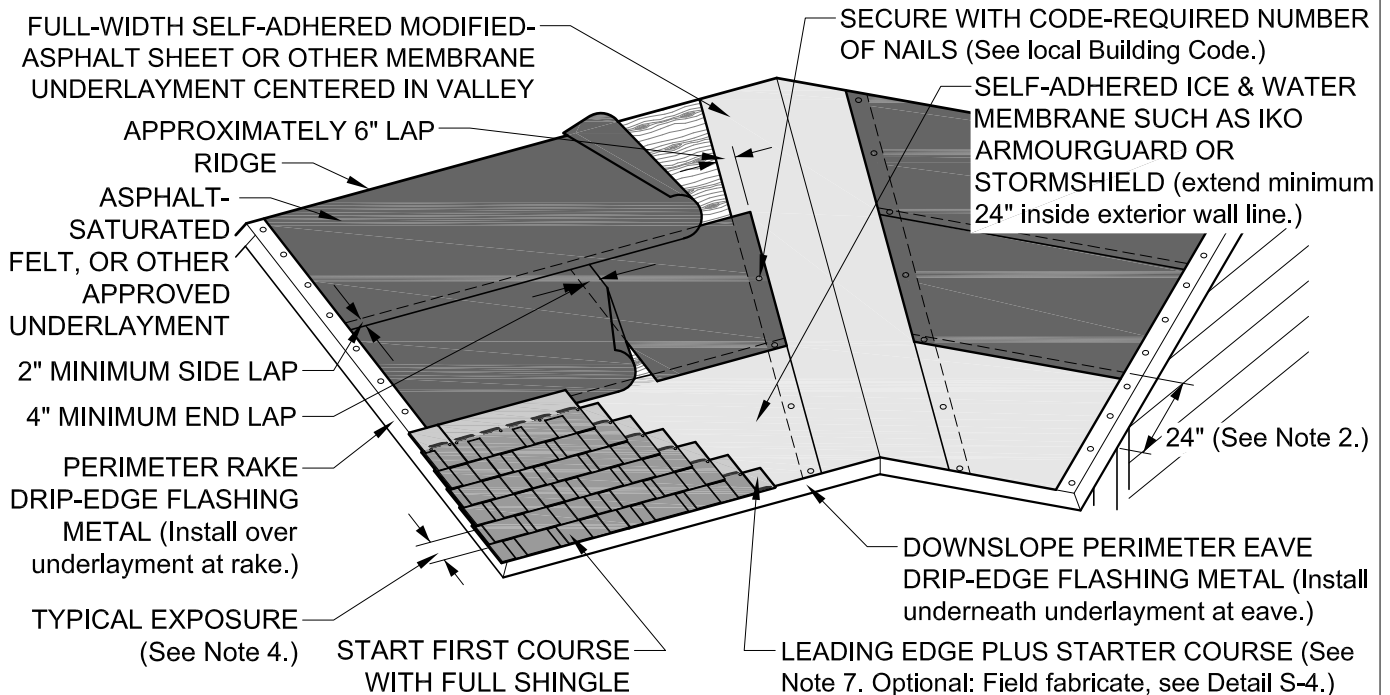 FULL-WIDTH SELF-ADHERED MODIFIED-
ASPHALT SHEET OR OTHER MEMBRANE
UNDERLAYMENT CENTERED IN VALLEY
APPROXIMATELY 6" LAP
RIDGE
ASPHALT-
SATURATED
FELT, OR OTHER
APPROVED
UNDERLAYMENT
2" MINIMUM SIDE LAP
4" MINIMUM END LAP
PERIMETER RAKE
DRIP-EDGE FLASHING
METAL (Install over
underlayment at rake.)
TYPICAL EXPOSURE
(See Note 4.)
START FIRST COURSE
WITH FULL SHINGLE
SECURE WITH CODE-REQUIRED NUMBER
OF NAILS (See local Building Code.)
SELF-ADHERED ICE & WATER
MEMBRANE SUCH AS IKO
ARMOURGUARD OR
STORMSHIELD (extend minimum
24" inside exterior wall line.)
24" (See Note 2.)
DOWNSLOPE PERIMETER EAVE
DRIP-EDGE FLASHING METAL (Install
underneath underlayment at eave.)
LEADING EDGE PLUS STARTER COURSE (See
Note 7. Optional: Field fabricate, see Detail S-4.)